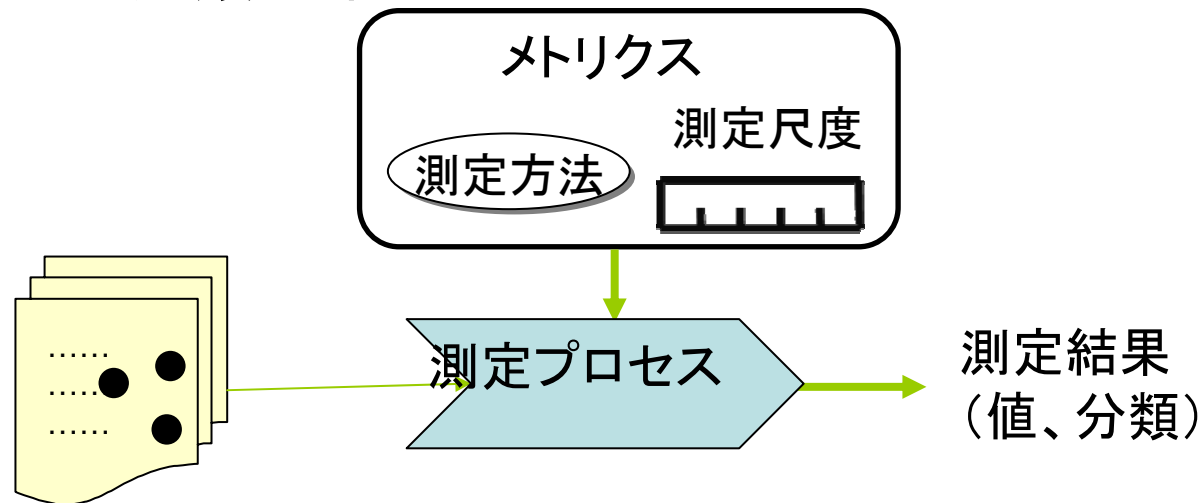 メトリクス
測定尺度
測定方法
測定プロセス
測定結果
（値、分類）
……
……
……